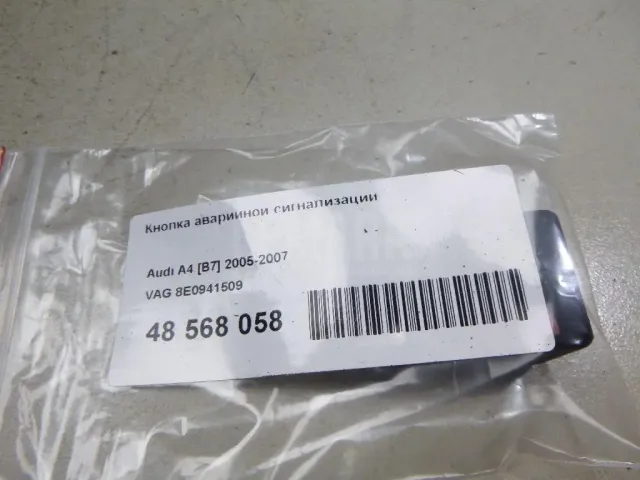 Кнопка аварийной сигнализации
Audi A4 [B7] 2005-2007
VAG 8E0941509
48 568 058